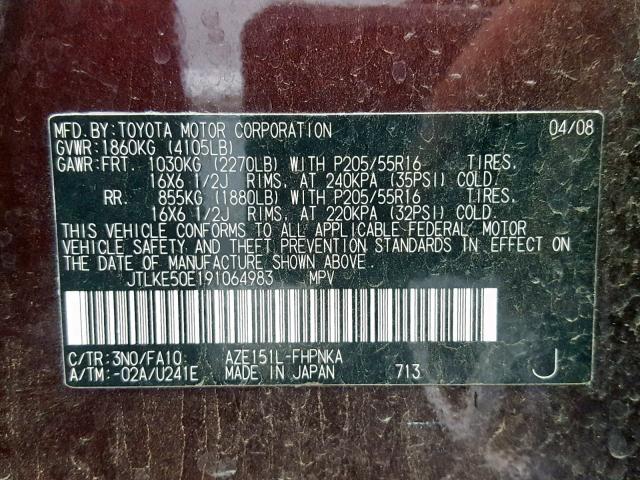 MFD.BY:TOYOTA MOTOR CORPORATION 04/08
GVWR:1860KG (4105LB)
GAWR:FRT. 1030KG (2270LB) WITH P205/55R16 TIRES,
16X6 1/2J RIMS, AT 240KPA (35PSI) COLD.
RR. 855KG (1880LB) WITH P205/55R16 TIRES,
16X6 1/2J RIMS, AT 220KPA (32PSI) COLD.
THIS VEHICLE CONFORMS TO ALL APPLICABLE FEDERAL MOTOR
VEHICLE SAFETY AND THEFT PREVENTION STANDARDS IN EFFECT ON
THE DATE OF MANUFACTURE SHOWN ABOVE.
JTLKE50E191064983 MPV
C/TR:3N0/FA10 AZE151L-FHPNKA
A/TM:-02A/U241E MADE IN JAPAN 713 J